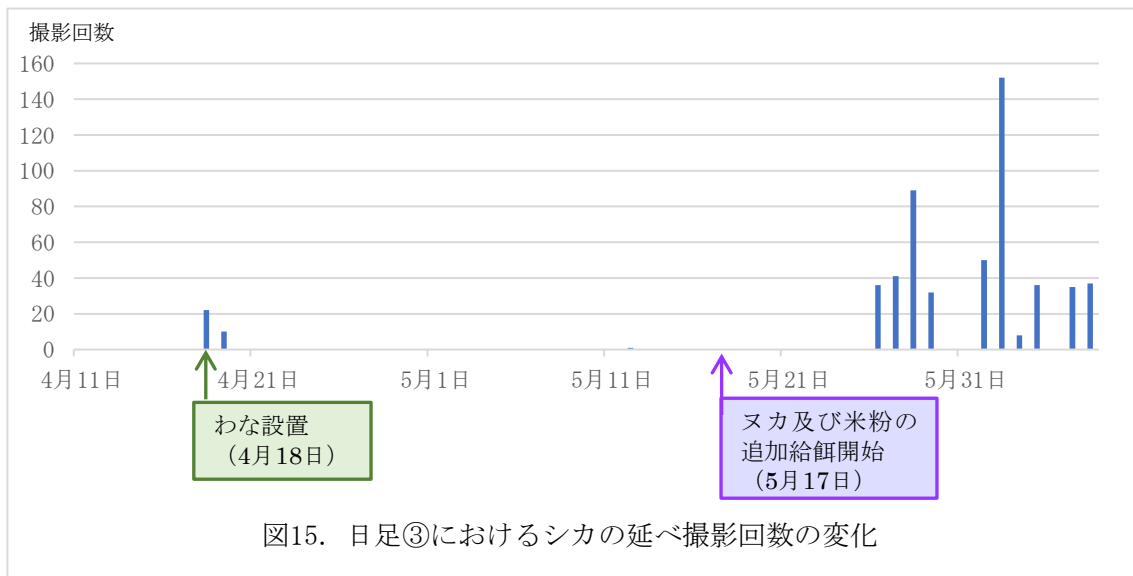 撮影回数
160
140
120
100
80
60
40
20
0
4月11日 4月21日 5月1日 5月11日 5月21日 5月31日
わな設置
（4月18日）
ヌカ及び米粉の
追加給餌開始
（5月17日）
図15．日足③におけるシカの延べ撮影回数の変化